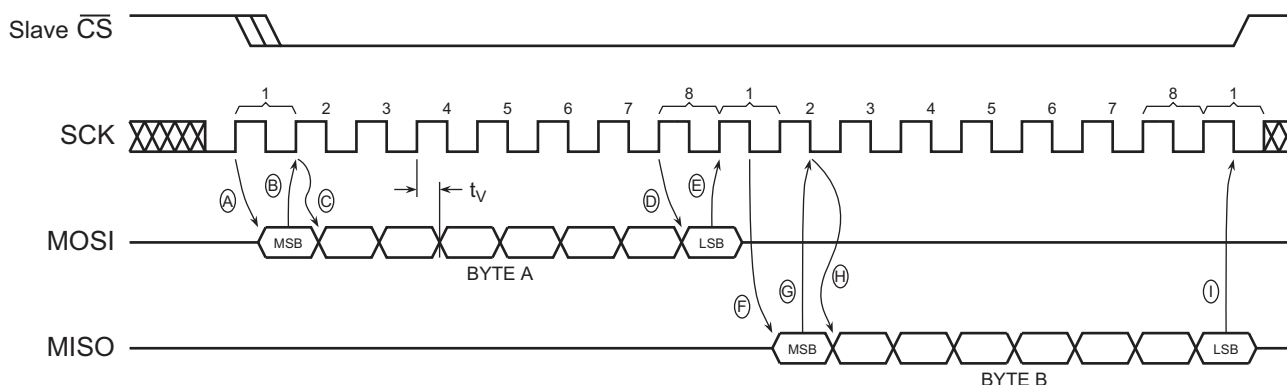 Slave CS
1 2 3 4 5 6 7 8 1 2 3 4 5 6 7 8 1
SCK
A B C tV D E
MOSI MSB LSB
BYTE A
F G H I
MISO MSB LSB
BYTE B